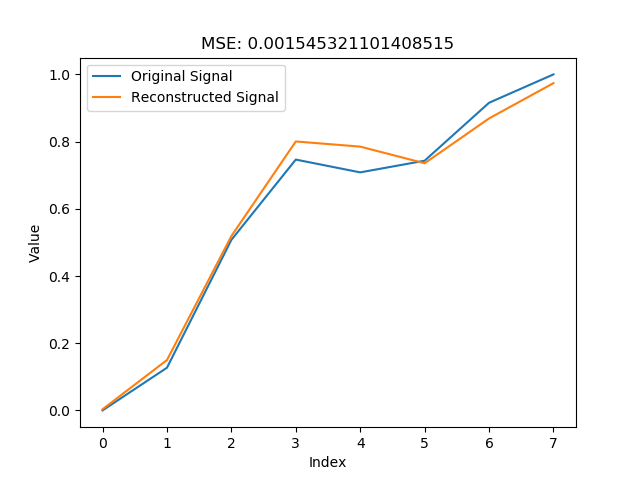 MSE: 0.001545321101408515
Original Signal
Reconstructed Signal
1.0
0.8
0.6
0.4
0.2
0.0
Value
0 1 2 3 4 5 6 7
Index